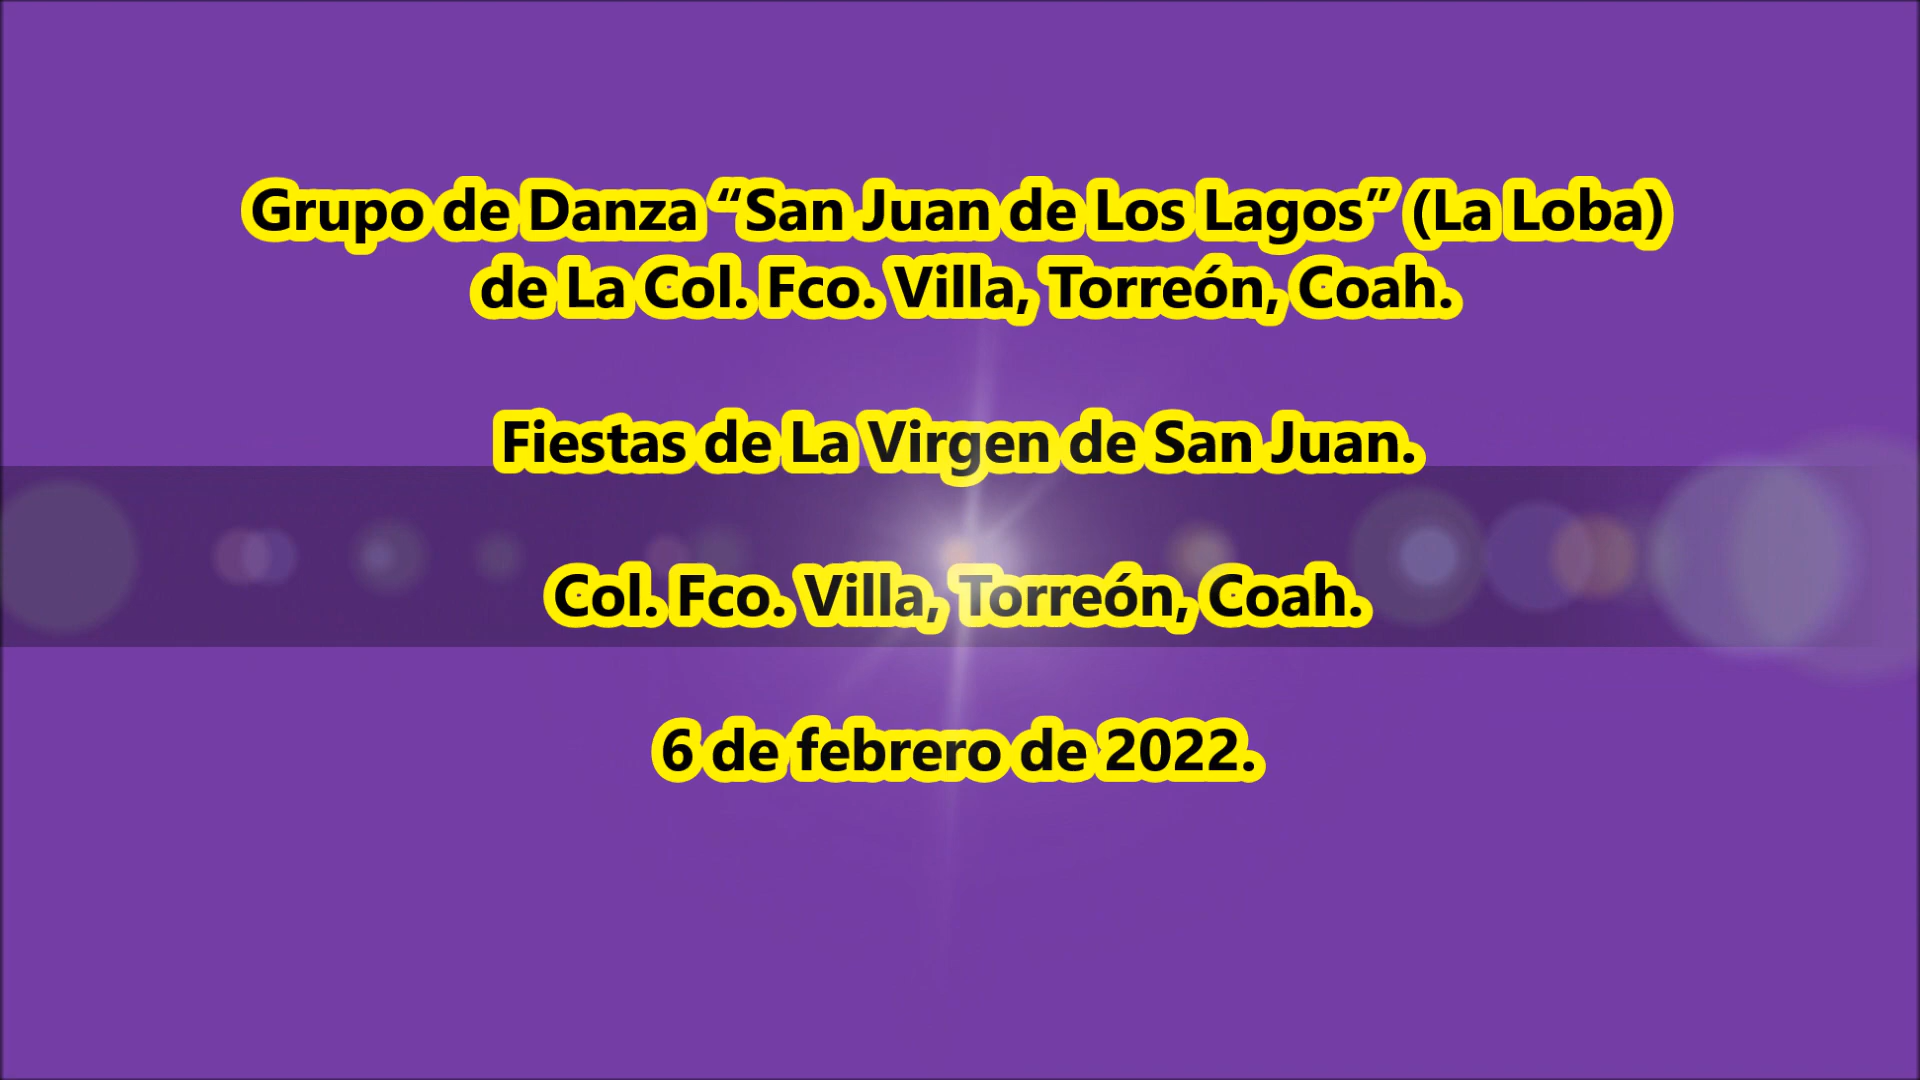 Grupo de Danza “San Juan de Los Lagos” (La Loba)
de La Col. Fco. Villa, Torreón, Coah.
Fiestas de La Virgen de San Juan.
Col. Fco. Villa, Torreón, Coah.
6 de febrero de 2022.